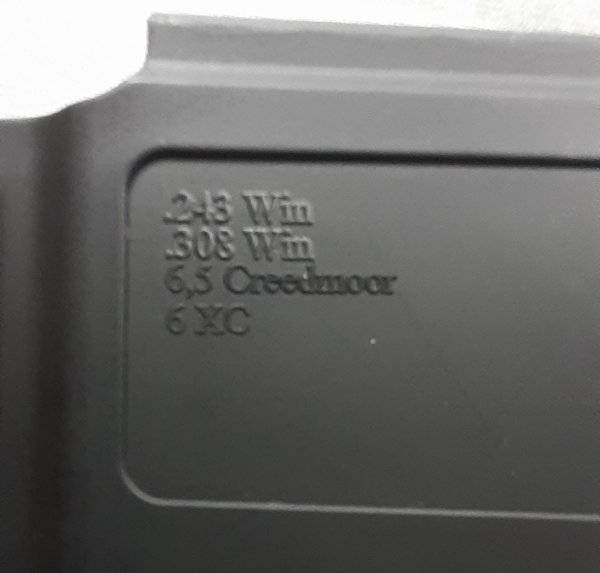 .243 Win
.308 Win
6,5 Creedmoor
6 XC